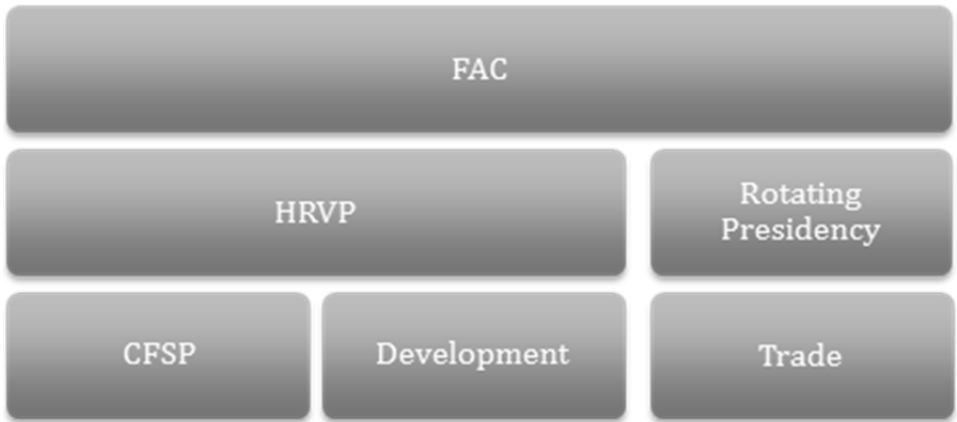 FAC
HRVP
Rotating
Presidency
CFSP
Development
Trade